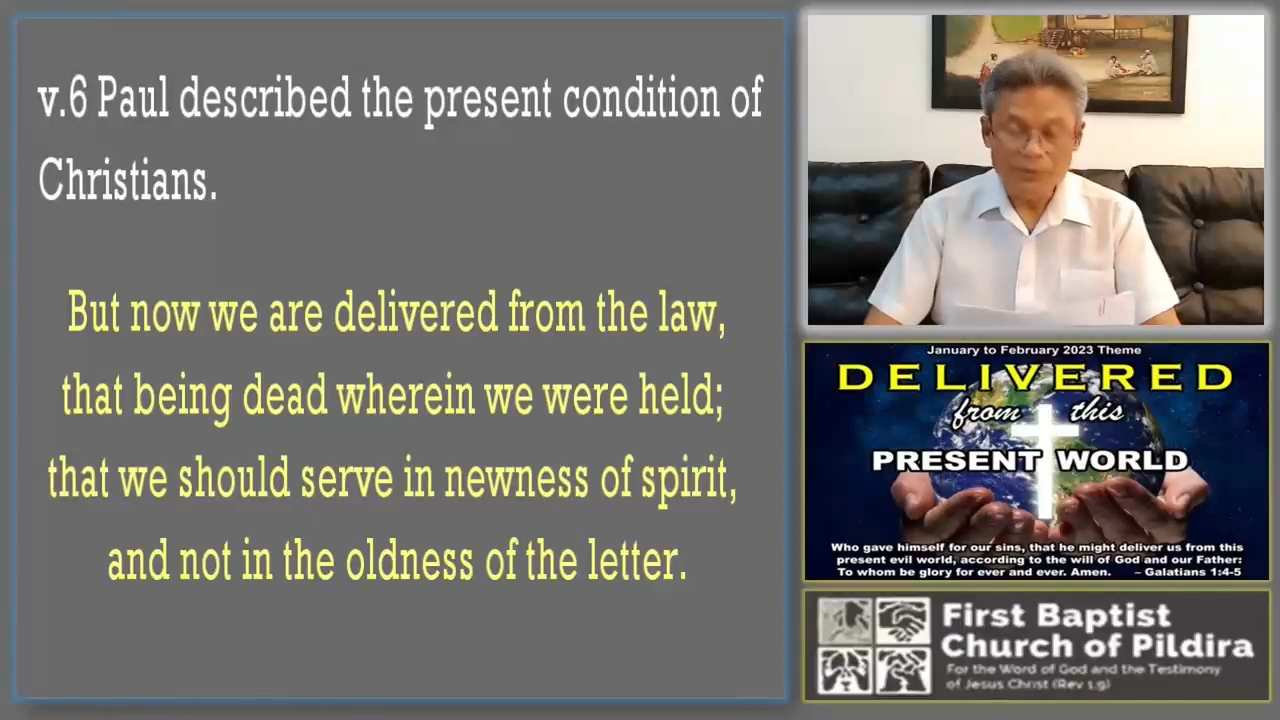 v.6 Paul described the present condition of
Christians.
But now we are delivered from the law,
that being dead wherein we were held;
that we should serve in newness of spirit,
and not in the oldness of the letter.
January to February 2023 Theme
DELIVERED
from this
PRESENT WORLD
Who gave himself for our sins, that he might deliver us from this
present evil world, according to the will of God and our Father:
To whom be glory for ever and ever. Amen. – Galatians 1:4-5
First Baptist
Church of Pildira
For the Word of God and the Testimony
of Jesus Christ (Rev 1.9)